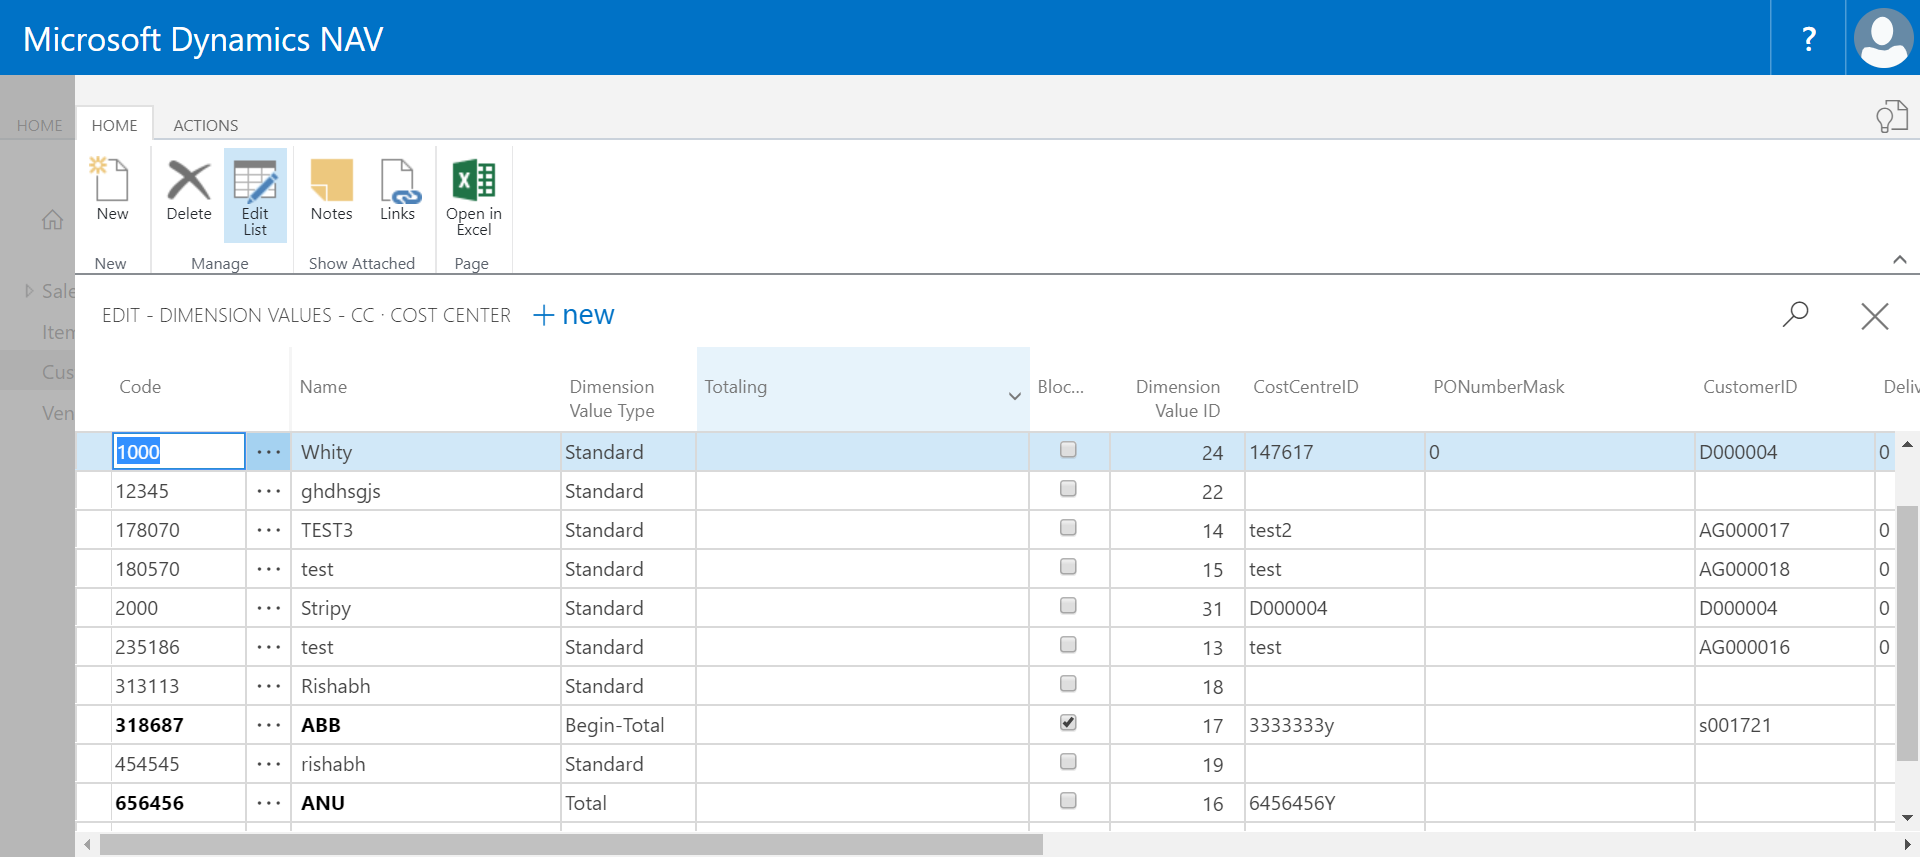 Microsoft Dynamics NAV
?
HOME
HOME
ACTIONS
New
Delete
Edit
List
Notes
Links
Open in
Excel
New
Manage
Show Attached
Page
Sale
Item
Cus
Ven
EDIT - DIMENSION VALUES - CC · COST CENTER
+ new
Code
Name
Dimension
Value Type
Totaling
Bloc...
Dimension
Value ID
CostCentreID
PONumberMask
CustomerID
Deliv
1000 ... Whity Standard 24 147617 0 D000004 0
12345 ... ghdhsgjs Standard 22
178070 ... TEST3 Standard 14 test2 AG000017 0
180570 ... test Standard 15 test AG000018 0
2000 ... Stripy Standard 31 D000004 D000004 0
235186 ... test Standard 13 test AG000016 0
313113 ... Rishabh Standard 18
318687 ... ABB Begin-Total 17 3333333y s001721
454545 ... rishabh Standard 19
656456 ... ANU Total 16 6456456Y